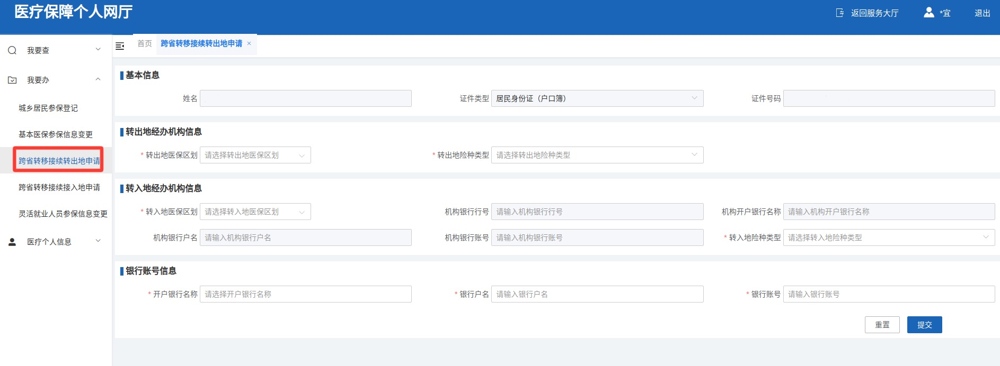 医疗保障个人网厅
返回服务大厅
*宜
退出
我要查
我要办
城乡居民参保登记
基本医保参保信息变更
跨省转移接续转出地申请
跨省转移接续接入地申请
灵活就业人员参保信息变更
医疗个人信息
首页 跨省转移接续转出地申请 ×
基本信息
姓名
证件类型 居民身份证（户口簿）
证件号码
转出地经办机构信息
* 转出地医保区划 请选择转出地医保区划
* 转出地险种类型 请选择转出地险种类型
转入地经办机构信息
* 转入地医保区划 请选择转入地医保区划
机构银行行号 请输入机构银行行号
机构开户银行名称 请输入机构开户银行名称
机构银行户名 请输入机构银行户名
机构银行账号 请输入机构银行账号
* 转入地险种类型 请选择转入地险种类型
银行账号信息
* 开户银行名称 请选择开户银行名称
* 银行户名 请输入银行户名
* 银行账号 请输入银行账号
重置
提交